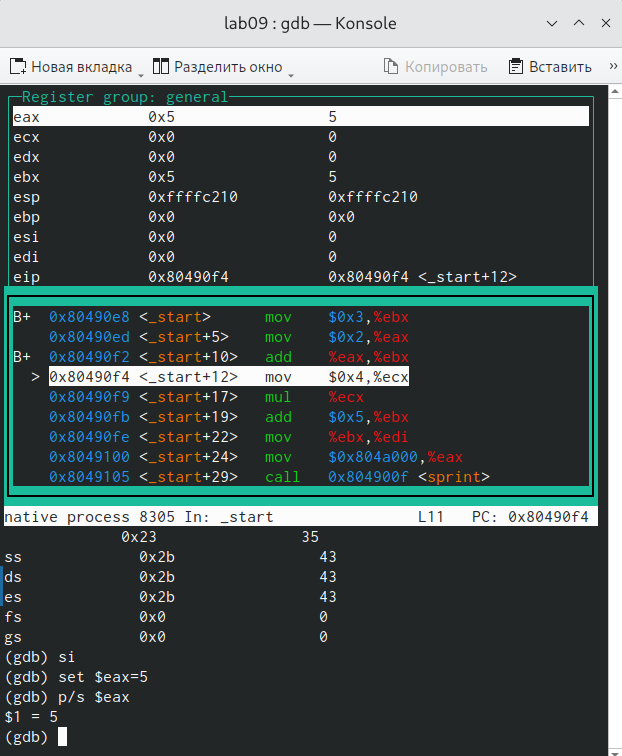 lab09 : gdb — Konsole
Новая вкладка Разделить окно Копировать Вставить »
Register group: general
eax 0x5 5
ecx 0x0 0
edx 0x0 0
ebx 0x5 5
esp 0xffffc210 0xffffc210
ebp 0x0 0x0
esi 0x0 0
edi 0x0 0
eip 0x80490f4 0x80490f4 <_start+12>
B+ 0x80490e8 <_start> mov $0x3,%ebx
0x80490ed <_start+5> mov $0x2,%eax
B+ 0x80490f2 <_start+10> add %eax,%ebx
> 0x80490f4 <_start+12> mov $0x4,%ecx
0x80490f9 <_start+17> mul %ecx
0x80490fb <_start+19> add $0x5,%ebx
0x80490fe <_start+22> mov %ebx,%edi
0x8049100 <_start+24> mov $0x804a000,%eax
0x8049105 <_start+29> call 0x804900f <sprint>
native process 8305 In: _start L11 PC: 0x80490f4
0x23 35
ss 0x2b 43
ds 0x2b 43
es 0x2b 43
fs 0x0 0
gs 0x0 0
(gdb) si
(gdb) set $eax=5
(gdb) p/s $eax
$1 = 5
(gdb)